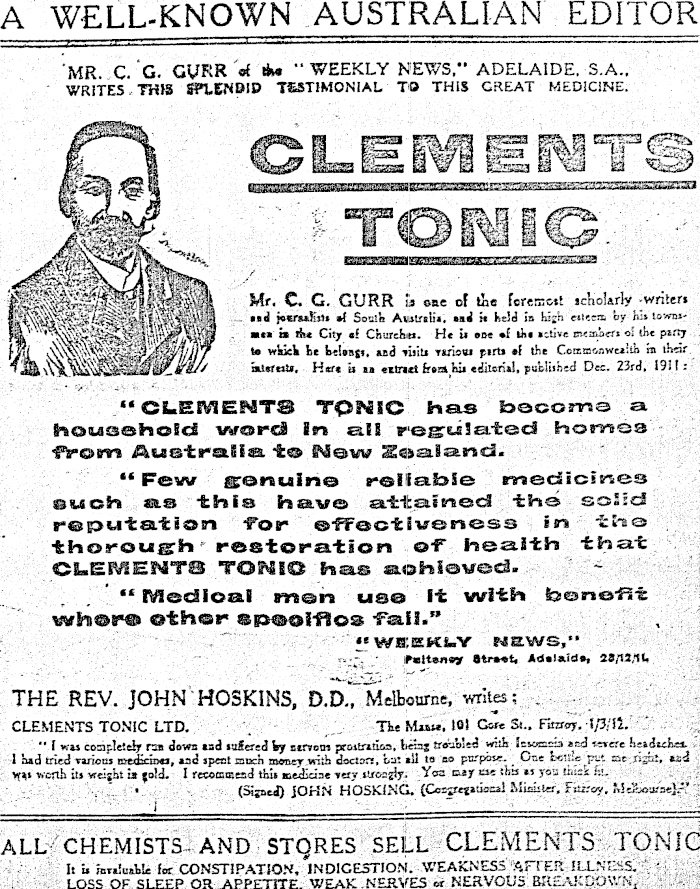 A WELL-KNOWN AUSTRALIAN EDITOR
MR. C. G. GURR of the "WEEKLY NEWS," ADELAIDE, S.A.,
WRITES THIS SPLENDID TESTIMONIAL TO THIS GREAT MEDICINE.
CLEMENTS
TONIC
Mr. C. G. GURR is one of the foremost scholarly writers
and journalists of South Australia, and is held in high esteem by his towns-
men in the City of Churches. He is one of the active members of the party
to which he belongs, and visits various parts of the Commonwealth in their
interests. Here is an extract from his editorial, published Dec. 23rd, 1911:
"CLEMENTS TONIC has become a
household word in all regulated homes
from Australia to New Zealand.
"Few genuine reliable medicines
such as this have attained the solid
reputation for effectiveness in the
thorough restoration of health that
CLEMENTS TONIC has achieved.
"Medical men use it with benefit
where other specifics fail."
"WEEKLY NEWS,"
Pulteney Street, Adelaide, 23/12/11.
THE REV. JOHN HOSKINS, D.D., Melbourne, writes:
CLEMENTS TONIC LTD. The Manse, 101 Gore St., Fitzroy, 1/3/12.
"I was completely run down and suffered by nervous prostration, being troubled with Insomnia and severe headaches.
I had tried various medicines, and spent much money with doctors, but all to no purpose. One bottle put me right, and
was worth its weight in gold. I recommend this medicine very strongly. You may use this as you think fit.
(Signed) JOHN HOSKING, (Congregational Minister, Fitzroy, Melbourne)."
ALL CHEMISTS AND STORES SELL CLEMENTS TONIC
It is invaluable for CONSTIPATION, INDIGESTION, WEAKNESS AFTER ILLNESS,
LOSS OF SLEEP OR APPETITE, WEAK NERVES or NERVOUS BREAKDOWN,